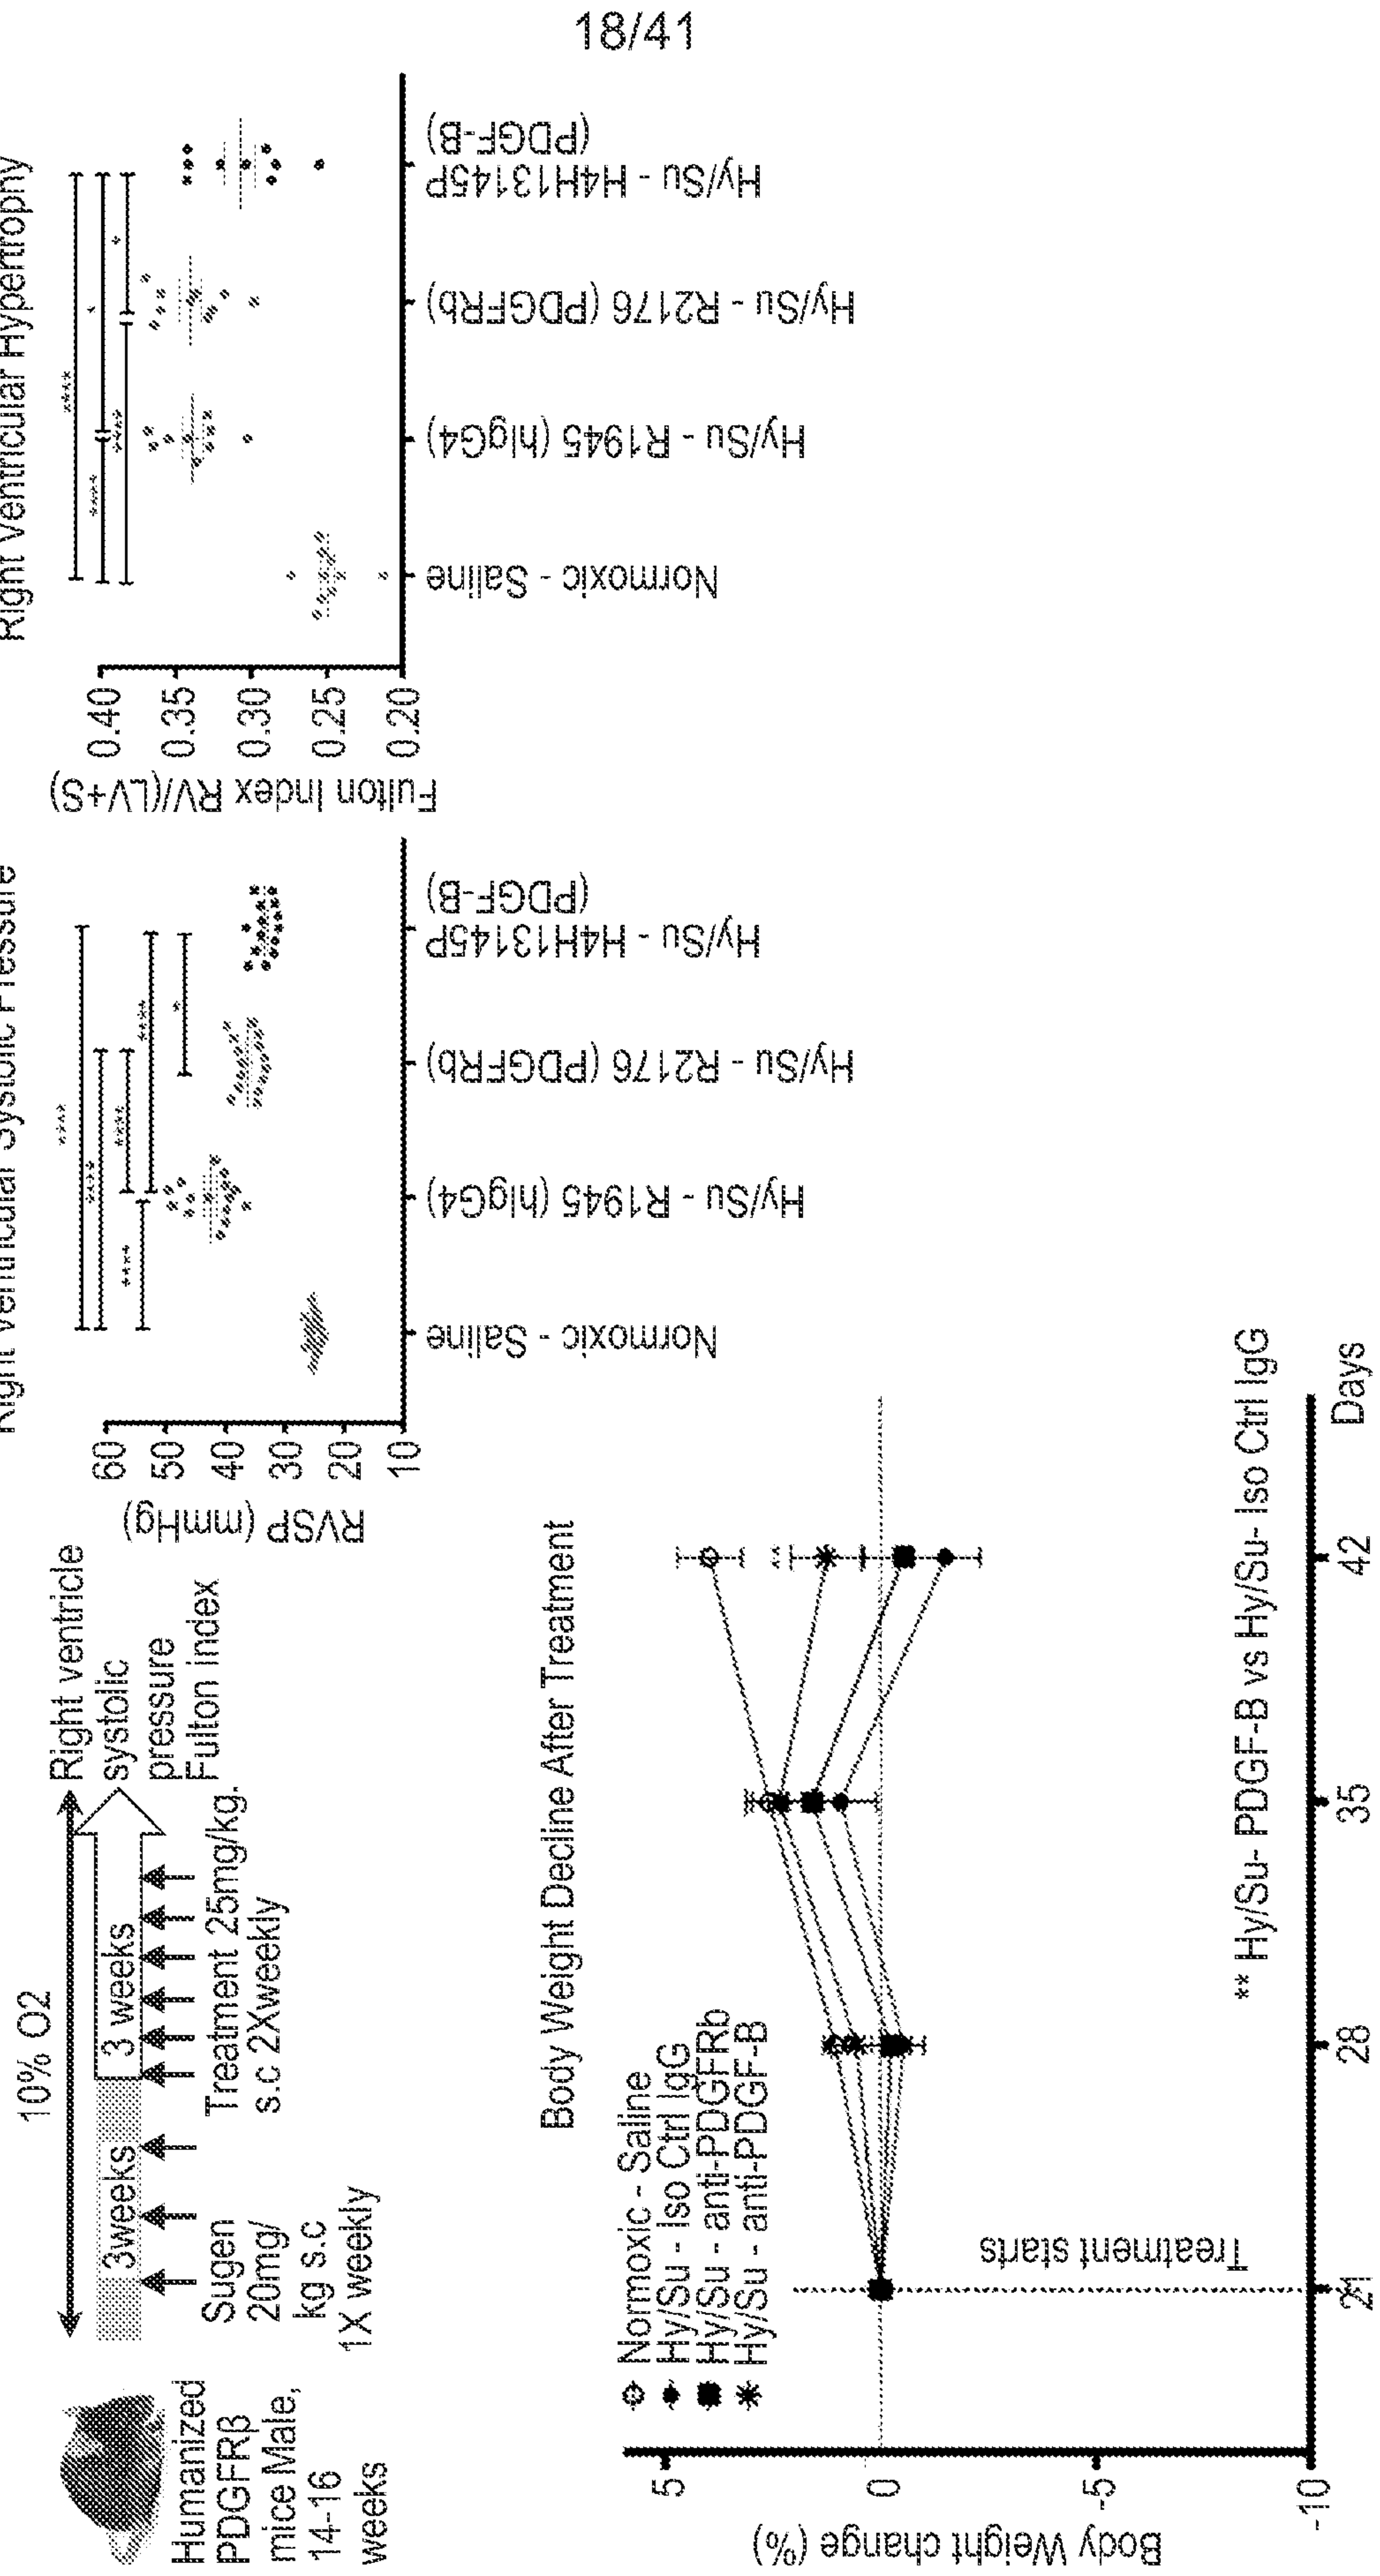 18/41
Humanized
PDGFRβ
mice Male,
14-16
weeks
10% O2
3weeks
3 weeks
Sugen
20mg/
kg s.c
1X weekly
Treatment 25mg/kg.
s.c 2Xweekly
Right ventricle
systolic
pressure
Fulton index
Right Ventricular Systolic Pressure
RVSP (mmHg)
60
50
40
30
20
10
****
****
****
****
****
*
Normoxic - Saline
Hy/Su - R1945 (hIgG4)
Hy/Su - R2176 (PDGFRb)
Hy/Su - H4H13145P
(PDGF-B)
Right Ventricular Hypertrophy
Fulton Index RV/(LV+S)
0.40
0.35
0.30
0.25
0.20
****
****
*
****
*
Normoxic - Saline
Hy/Su - R1945 (hIgG4)
Hy/Su - R2176 (PDGFRb)
Hy/Su - H4H13145P
(PDGF-B)
Body Weight Decline After Treatment
Normoxic - Saline
Hy/Su - Iso Ctrl IgG
Hy/Su - anti-PDGFRb
Hy/Su - anti-PDGF-B
Body Weight change (%)
5
0
-5
-10
**
Treatment starts
** Hy/Su- PDGF-B vs Hy/Su- Iso Ctrl IgG
21
28
35
42
Days